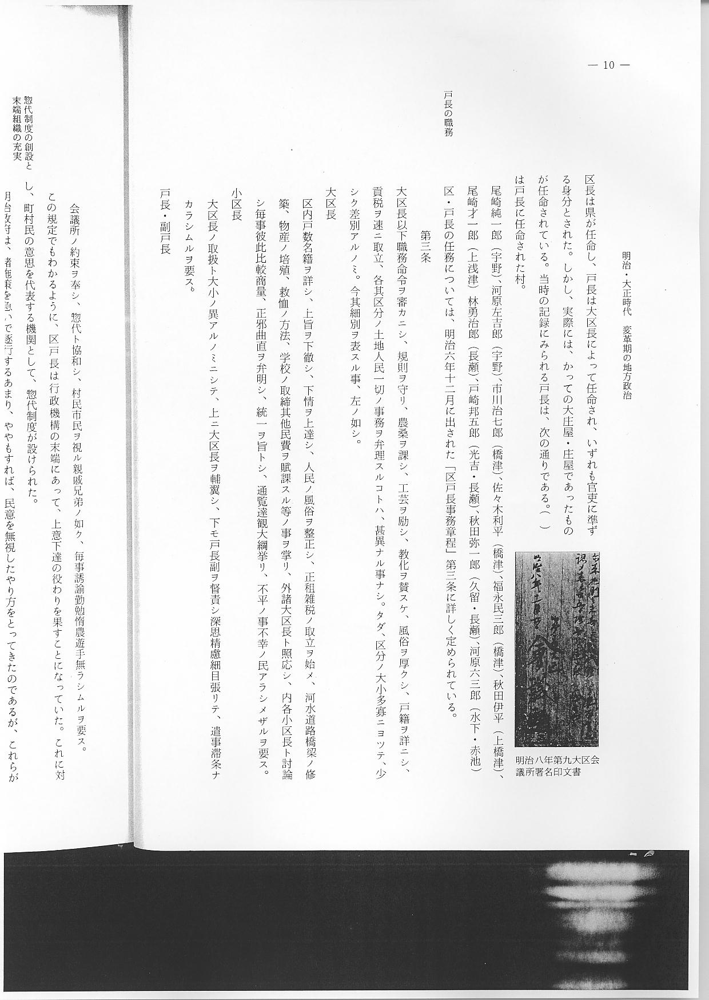 ― 10 ―
明治・大正時代　変革期の地方政治
区長は県が任命し、戸長は大区長によって任命され、いずれも官吏に準ず
る身分とされた。しかし、実際には、かっての大庄屋・庄屋であったもの
が任命されている。当時の記録にみられる戸長は、次の通りである。(　)
は戸長に任命された村。
明治八年第九大区会
議所署名印文書
尾崎純一郎（宇野）、河原左吉郎（宇野）、市川治七郎（橋津）、佐々木利平（橋津）、福永民三郎（橋津）、秋田伊平（上橋津）、
尾崎才一郎（上浅津）林勇治郎（長瀬）、戸崎邦五郎（光吉・長瀬）、秋田弥一郎（久留・長瀬）、河原六三郎（水下・赤池）
戸長の職務
区・戸長の任務については、明治六年十二月に出された「区戸長事務章程」第三条に詳しく定められている。
第三条
大区長以下職務命令ヲ審カニシ、規則ヲ守リ、農桑ヲ課シ、工芸ヲ励シ、教化ヲ賛スケ、風俗ヲ厚クシ、戸籍ヲ詳ニシ、
貢税ヲ速ニ取立、各其区分ノ土地人民一切ノ事務ヲ弁理スルコトハ、甚異ナル事ナシ。タダ、区分ノ大小多寡ニヨツテ、少
シク差別アルノミ。今其細別ヲ表スル事、左ノ如シ。
大区長
区内戸数名籍ヲ詳シ、上旨ヲ下徹シ、下情ヲ上達シ、人民ノ風俗ヲ整正シ、正租雑税ノ取立ヲ始メ、河水道路橋梁ノ修
築、物産ノ培殖、救恤ノ方法、学校ノ取締其他民費ヲ賦課スル等ノ事ヲ掌リ、外諸大区長ト照応シ、内各小区長ト討論
シ毎事彼此比較商量、正邪曲直ヲ弁明シ、統一ヲ旨トシ、通覧達観大綱挙リ、不平ノ事不幸ノ民アラシメザルヲ要ス。
小区長
大区長ノ取扱ト大小ノ異アルノミニシテ、上ニ大区長ヲ輔翼シ、下モ戸長副ヲ督責シ深思精慮細目張リテ、遣事滞条ナ
カラシムルヲ要ス。
戸長・副戸長
会議所ノ約束ヲ奉シ、惣代ト協和シ、村民市民ヲ視ル親戚兄弟ノ如ク、毎事誘諭勤勉惰農遊手無ラシムルヲ要ス。
この規定でもわかるように、区戸長は行政機構の末端にあって、上意下達の役わりを果すことになっていた。これに対
惣代制度の創設と
末端組織の充実
し、町村民の意思を代表する機関として、惣代制度が設けられた。
明治政府は、諸施策を急いで遂行するあまり、ややもすれば、民意を無視したやり方をとってきたのであるが、これらが